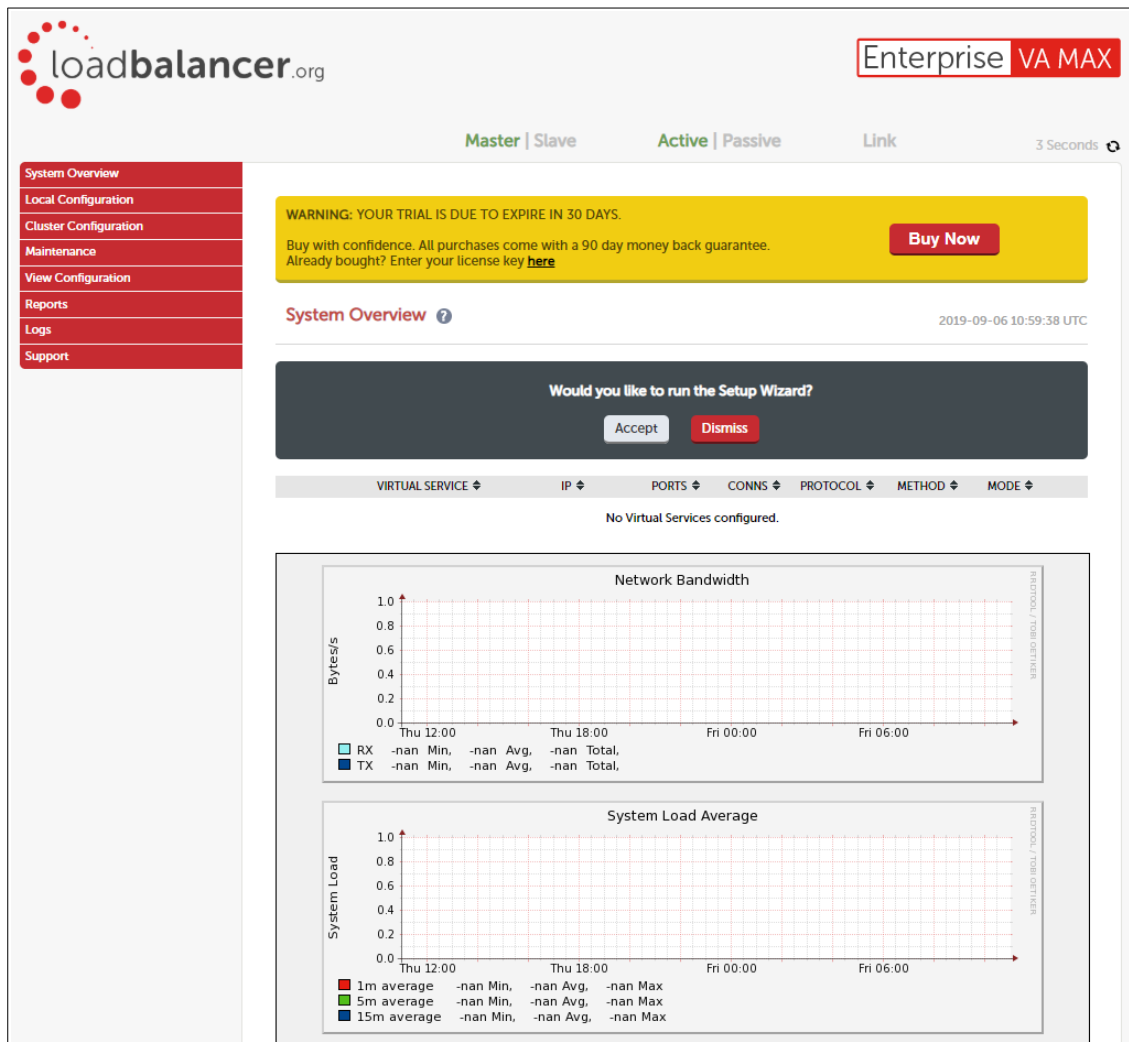 loadbalancer.org
Enterprise VA MAX
Master | Slave Active | Passive Link 3 Seconds
System Overview
Local Configuration
Cluster Configuration
Maintenance
View Configuration
Reports
Logs
Support
WARNING: YOUR TRIAL IS DUE TO EXPIRE IN 30 DAYS.
Buy with confidence. All purchases come with a 90 day money back guarantee.
Already bought? Enter your license key here
Buy Now
System Overview ?
2019-09-06 10:59:38 UTC
Would you like to run the Setup Wizard?
Accept Dismiss
VIRTUAL SERVICE IP PORTS CONNS PROTOCOL METHOD MODE
No Virtual Services configured.
Network Bandwidth
RRDTOOL / TOBI OETIKER
Bytes/s
1.0
0.8
0.6
0.4
0.2
0.0
Thu 12:00 Thu 18:00 Fri 00:00 Fri 06:00
RX -nan Min, -nan Avg, -nan Total,
TX -nan Min, -nan Avg, -nan Total,
System Load Average
RRDTOOL / TOBI OETIKER
System Load
1.0
0.8
0.6
0.4
0.2
0.0
Thu 12:00 Thu 18:00 Fri 00:00 Fri 06:00
1m average -nan Min, -nan Avg, -nan Max
5m average -nan Min, -nan Avg, -nan Max
15m average -nan Min, -nan Avg, -nan Max